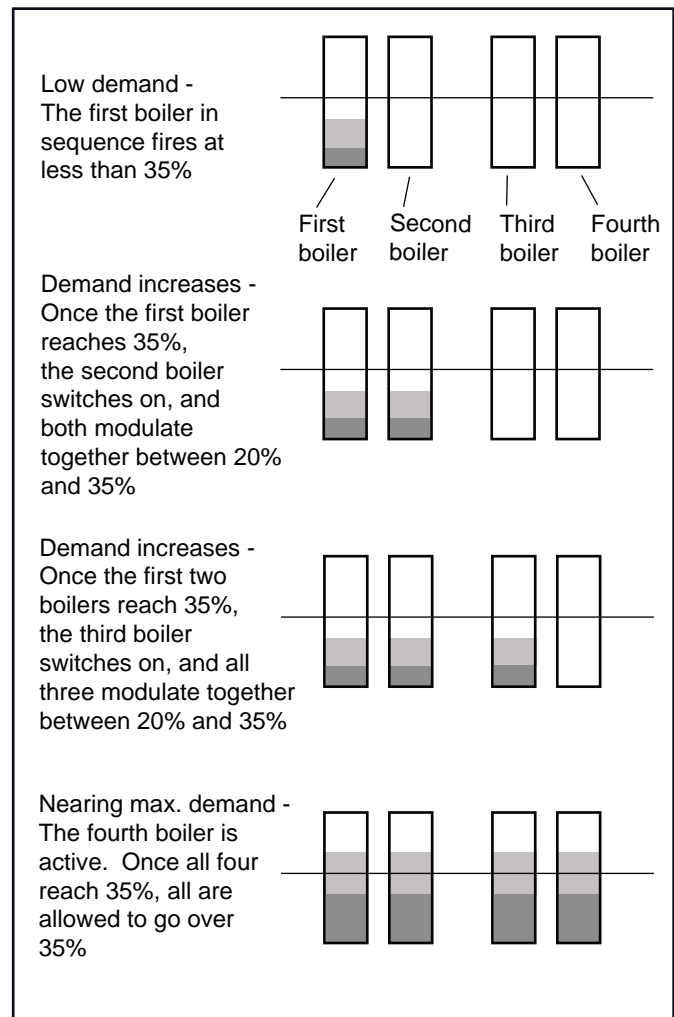 Low demand -
The first boiler in
sequence fires at
less than 35%
First
boiler
Second
boiler
Third
boiler
Fourth
boiler
Demand increases -
Once the first boiler
reaches 35%,
the second boiler
switches on, and
both modulate
together between 20%
and 35%
Demand increases -
Once the first two
boilers reach 35%,
the third boiler
switches on, and all
three modulate together
between 20% and 35%
Nearing max. demand -
The fourth boiler is
active.  Once all four
reach 35%, all are
allowed to go over
35%